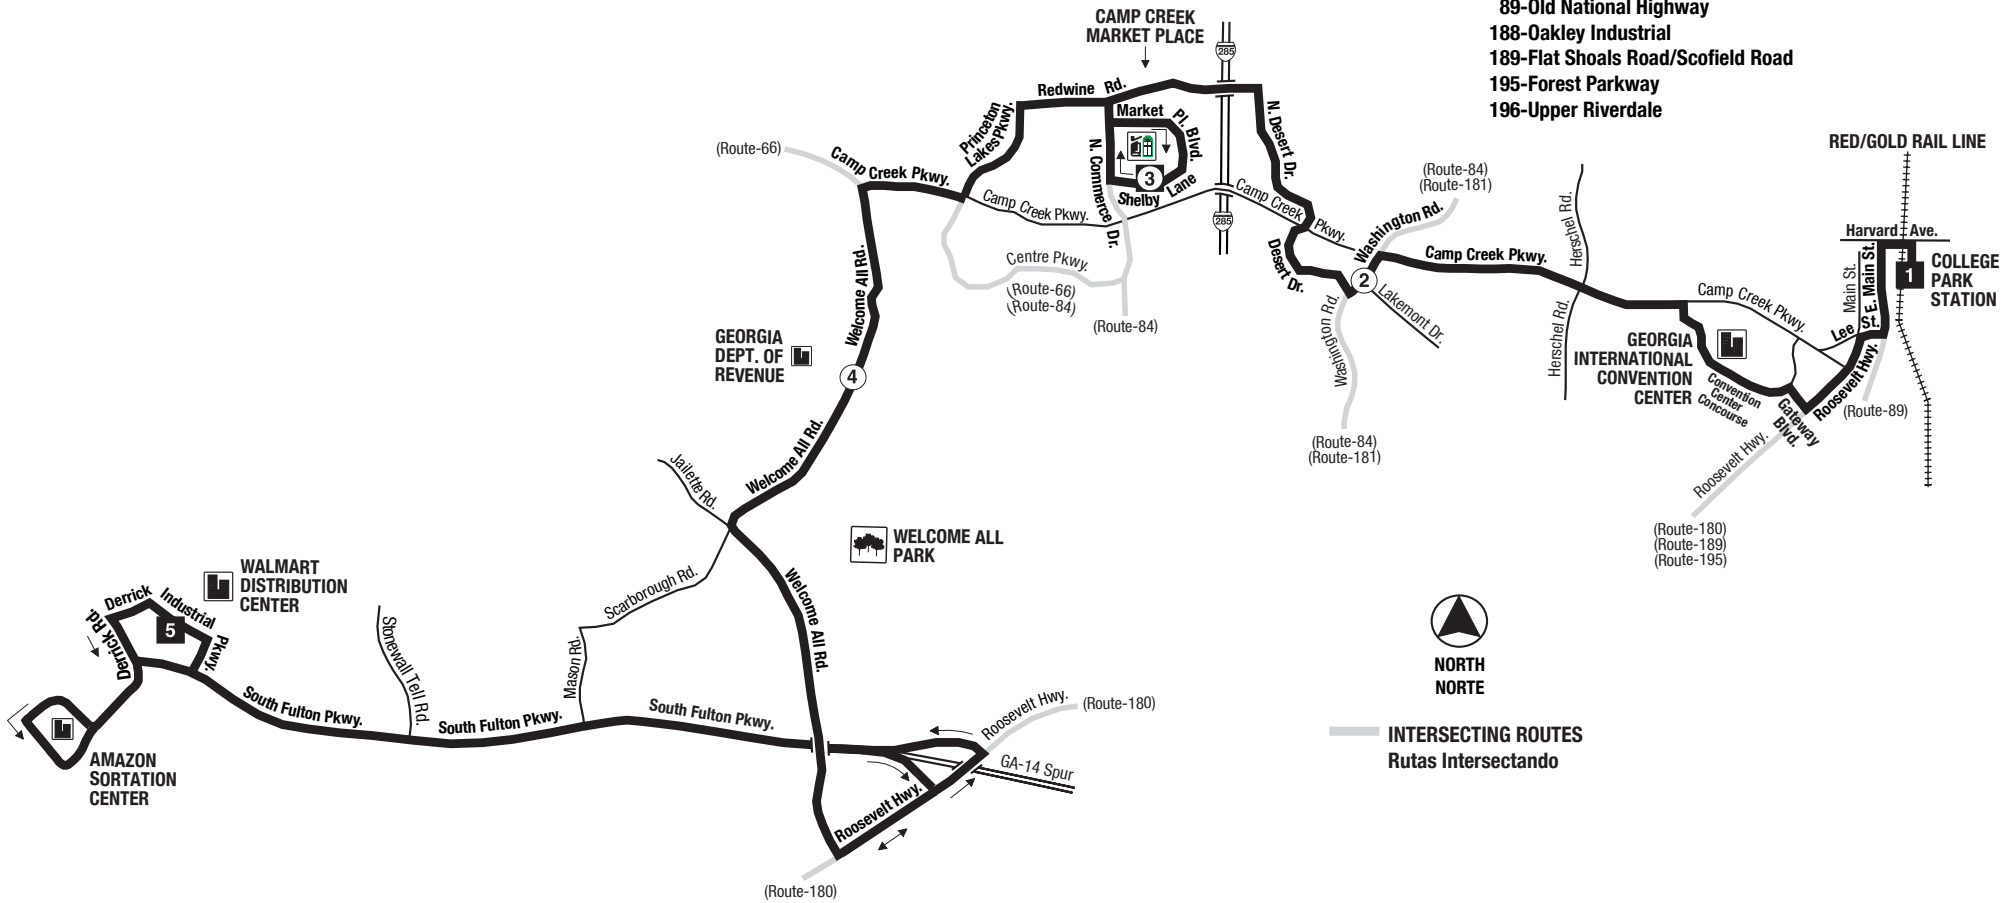 89-Old National Highway
188-Oakley Industrial
189-Flat Shoals Road/Scofield Road
195-Forest Parkway
196-Upper Riverdale
CAMP CREEK
MARKET PLACE
285
Redwine Rd.
Princeton
Lakes Pkwy.
Market Pl. Blvd.
N. Commerce Dr.
3
Shelby Lane
N. Desert Dr.
285
(Route-66)
Camp Creek Pkwy.
Camp Creek Pkwy.
Camp Creek Pkwy.
Centre Pkwy.
(Route-66)
(Route-84)
(Route-84)
Desert Dr.
(Route-84)
(Route-181)
Washington Rd.
2
Lakemont Dr.
Washington Rd.
(Route-84)
(Route-181)
Camp Creek Pkwy.
Herschel Rd.
Herschel Rd.
RED/GOLD RAIL LINE
Harvard Ave.
1
COLLEGE
PARK
STATION
Main St.
E. Main St.
Lee St.
Camp Creek Pkwy.
GEORGIA
INTERNATIONAL
CONVENTION
CENTER
Convention
Center
Concourse
Gateway
Blvd.
Roosevelt Hwy.
(Route-89)
Roosevelt Hwy.
(Route-180)
(Route-189)
(Route-195)
Welcome All Rd.
GEORGIA
DEPT. OF
REVENUE
4
Welcome All Rd.
Jailette Rd.
WELCOME ALL
PARK
Scarborough Rd.
Welcome All Rd.
Mason Rd.
WALMART
DISTRIBUTION
CENTER
Derrick Industrial Pkwy.
5
Derrick Rd.
Stonewall Tell Rd.
South Fulton Pkwy.
South Fulton Pkwy.
South Fulton Pkwy.
AMAZON
SORTATION
CENTER
Roosevelt Hwy.
(Route-180)
GA-14 Spur
Roosevelt Hwy.
(Route-180)
NORTH
NORTE
INTERSECTING ROUTES
Rutas Intersectando